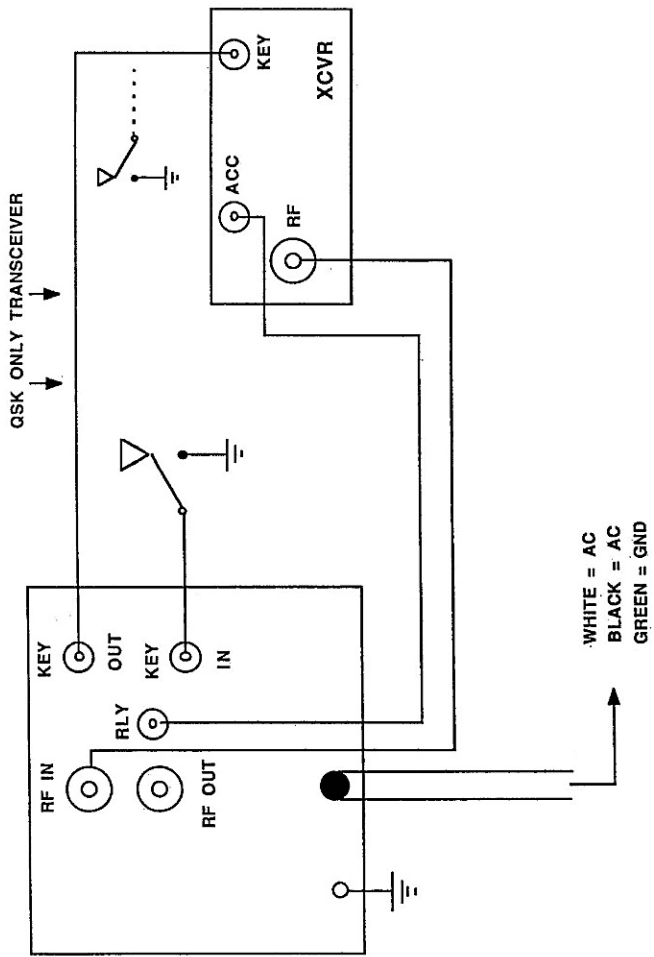 QSK ONLY TRANSCEIVER
KEY
ACC
RF
XCVR
KEY
OUT
KEY
IN
RLY
RF IN
RF OUT
WHITE = AC
BLACK = AC
GREEN = GND